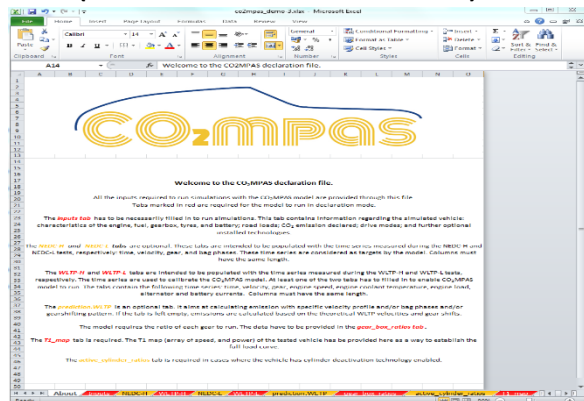 co2mpas_demo-3.xlsx - Microsoft Excel
File Home Insert Page Layout Formulas Data Review View
Calibri 14 General Conditional Formatting Insert
Paste Format as Table Delete Sort & Find &
Cell Styles Format Filter Select
Clipboard Font Alignment Number Styles Cells Editing
A14 fx Welcome to the CO2MPAS declaration file.
A B C D E F G H I J K L M N O
CO2mpas
Welcome to the CO2MPAS declaration file.
All the inputs required to run simulations with the CO2MPAS model are provided through this file.
Tabs marked in red are required for the model to run in declaration mode.
The Inputs tab has to be necessarily filled in to run simulations. This tab contains information regarding the simulated vehicle:
characteristics of the engine, fuel, gearbox, tyres, and battery; road loads; CO2 emission declared; drive modes; and further optional
installed technologies.
The NEDC-H and NEDC-L tabs are optional. These tabs are intended to be populated with the time series measured during the NEDC-H and
NEDC-L tests, respectively: time, velocity, gear, and bag phases. These time series are considered as targets by the model. Columns must
have the same length.
The WLTP-H and WLTP-L tabs are intended to be populated with the time series measured during the WLTP-H and WLTP-L tests,
respectively. The time series are used to calibrate the CO2MPAS model. At least one of the two tabs has to be filled in to enable CO2MPAS
model to run. The tabs contain the following time series: time, velocity, gear, engine speed, engine coolant temperature, engine load,
alternator and battery currents. Columns must have the same length.
The prediction.WLTP is an optional tab. It aims at calculating emission with specific velocity profile and/or bag phases and/or
gearshifting pattern. If the tab is left empty, emissions are calculated based on the theoretical WLTP velocities and gear shifts.
The model requires the ratio of each gear to run. The data have to be provided in the gear_box_ratios tab.
The T1_map tab is required. The T1 map (array of speed, and power) of the tested vehicle has be provided here as a way to establish the
full load curve.
The active_cylinder_ratios tab is required in cases where the vehicle has cylinder deactivation technology enabled.
About Inputs NEDC-H WLTP-H NEDC-L WLTP-L prediction.WLTP gear_box_ratios active_cylinder_ratios T1_map